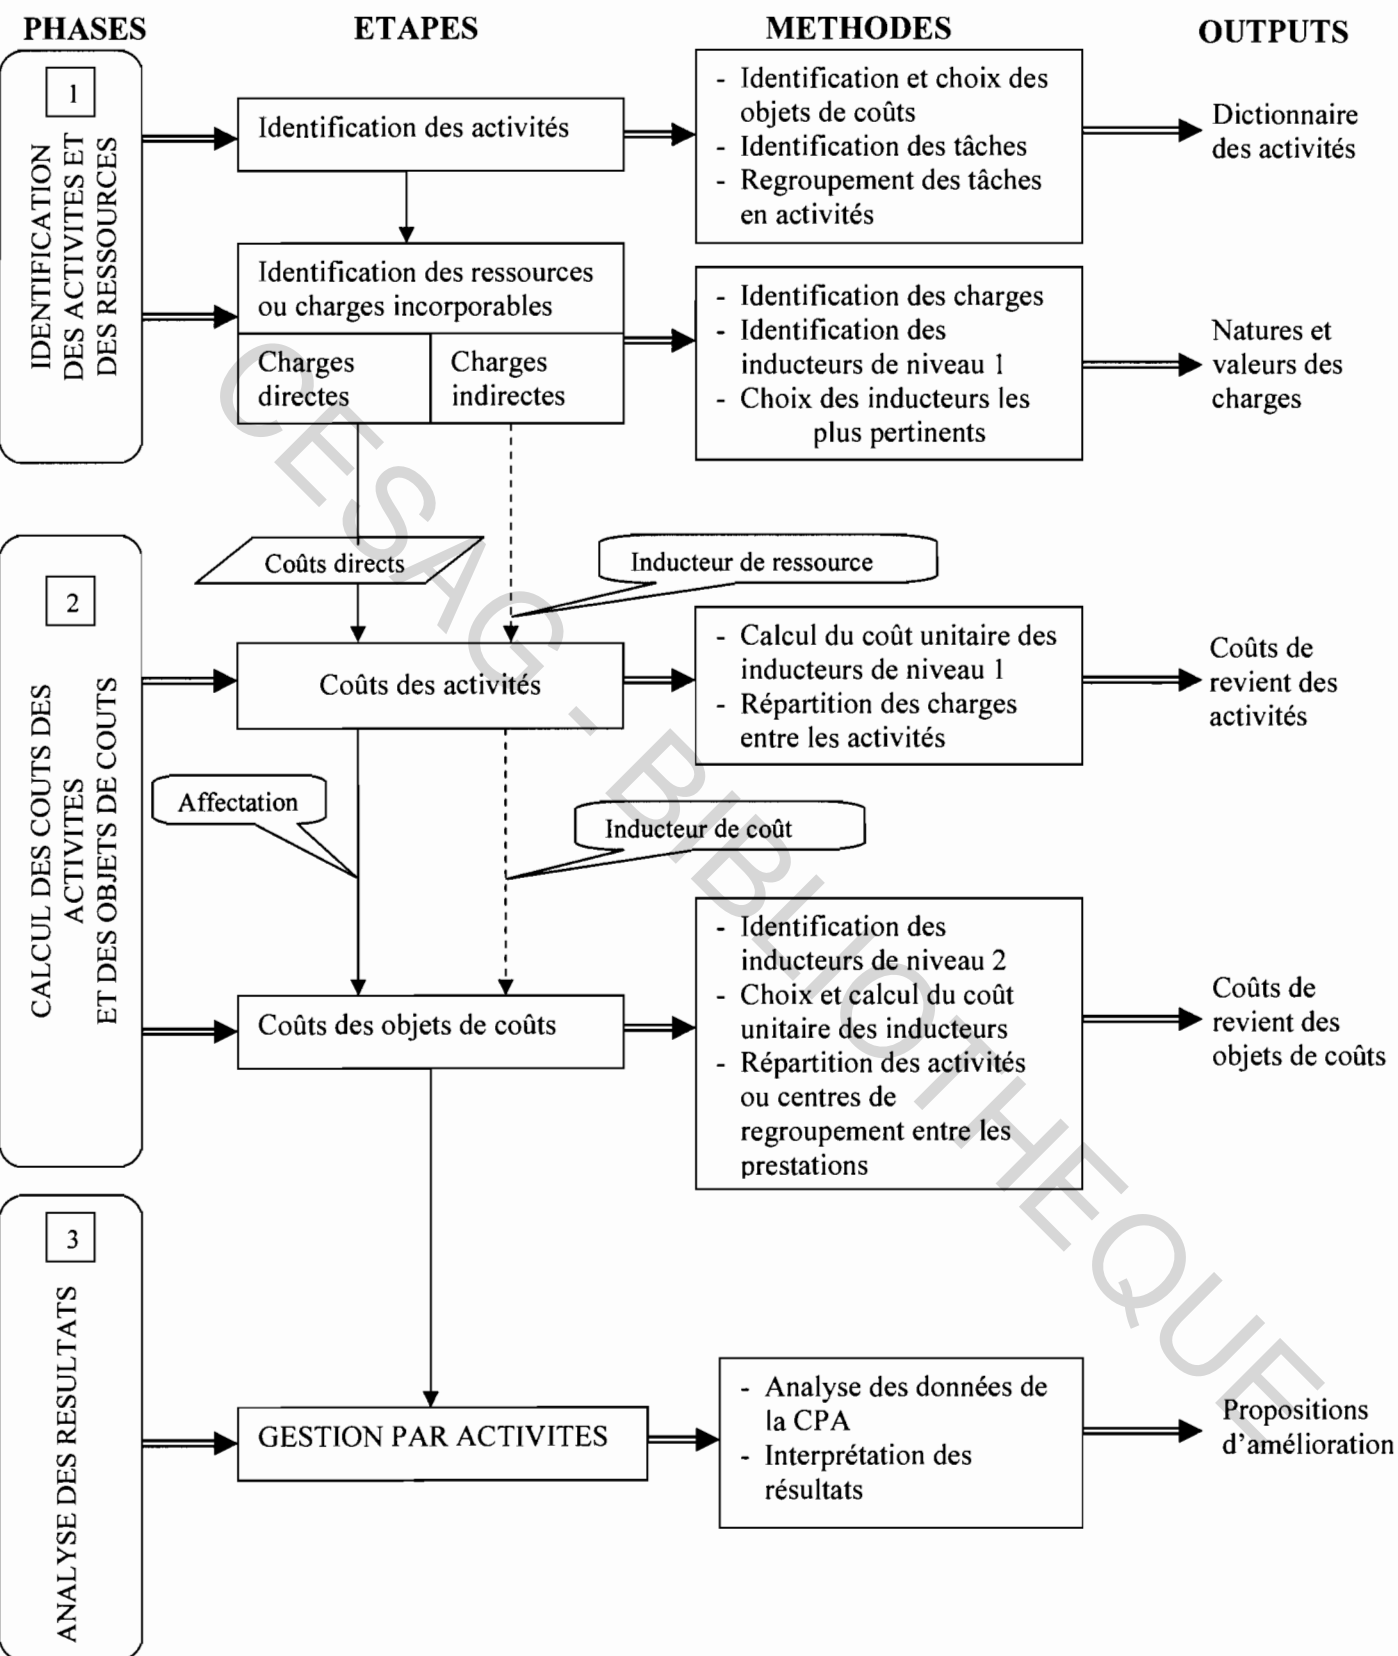 PHASES
ETAPES
METHODES
OUTPUTS
1
IDENTIFICATION
DES ACTIVITES ET
DES RESSOURCES
Identification des activités
- Identification et choix des
objets de coûts
- Identification des tâches
- Regroupement des tâches
en activités
Dictionnaire
des activités
Identification des ressources
ou charges incorporables
Charges
directes
Charges
indirectes
- Identification des charges
- Identification des
inducteurs de niveau 1
- Choix des inducteurs les
plus pertinents
Natures et
valeurs des
charges
2
CALCUL DES COUTS DES
ACTIVITES
ET DES OBJETS DE COUTS
Coûts directs
Inducteur de ressource
Coûts des activités
- Calcul du coût unitaire des
inducteurs de niveau 1
- Répartition des charges
entre les activités
Coûts de
revient des
activités
Affectation
Inducteur de coût
Coûts des objets de coûts
- Identification des
inducteurs de niveau 2
- Choix et calcul du coût
unitaire des inducteurs
- Répartition des activités
ou centres de
regroupement entre les
prestations
Coûts de
revient des
objets de coûts
3
ANALYSE DES RESULTATS
GESTION PAR ACTIVITES
- Analyse des données de
la CPA
- Interprétation des
résultats
Propositions
d'amélioration
CESAG - BIBLIOTHEQUE